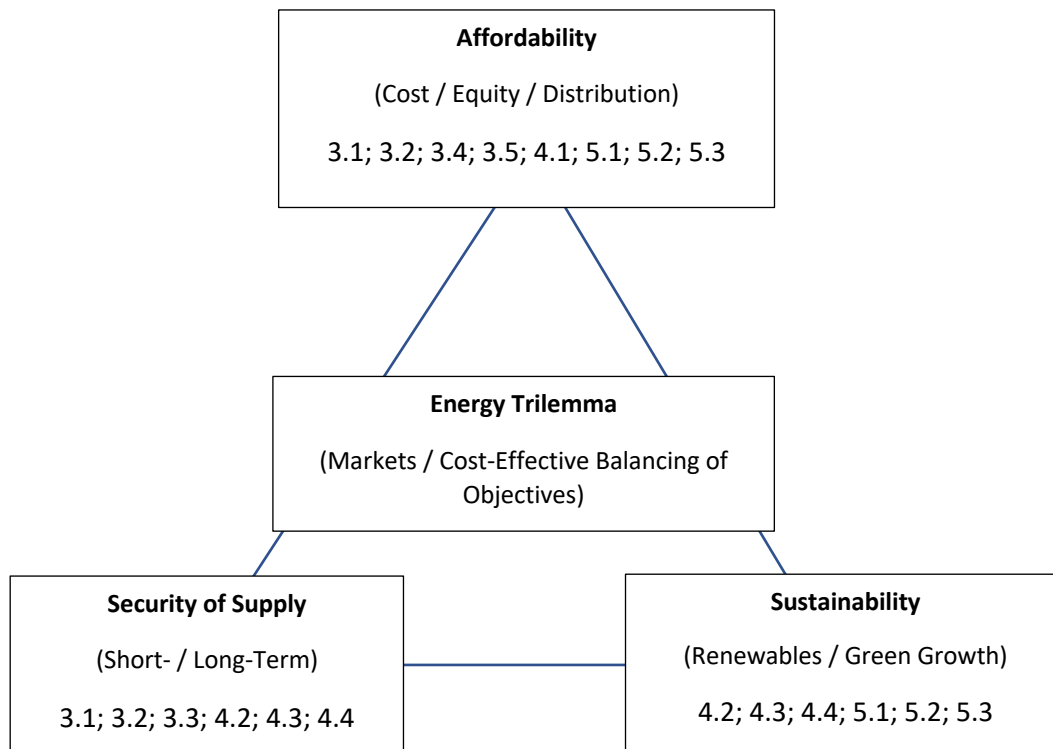 Affordability
(Cost / Equity / Distribution)
3.1; 3.2; 3.4; 3.5; 4.1; 5.1; 5.2; 5.3
Energy Trilemma
(Markets / Cost-Effective Balancing of
Objectives)
Security of Supply
(Short- / Long-Term)
3.1; 3.2; 3.3; 4.2; 4.3; 4.4
Sustainability
(Renewables / Green Growth)
4.2; 4.3; 4.4; 5.1; 5.2; 5.3